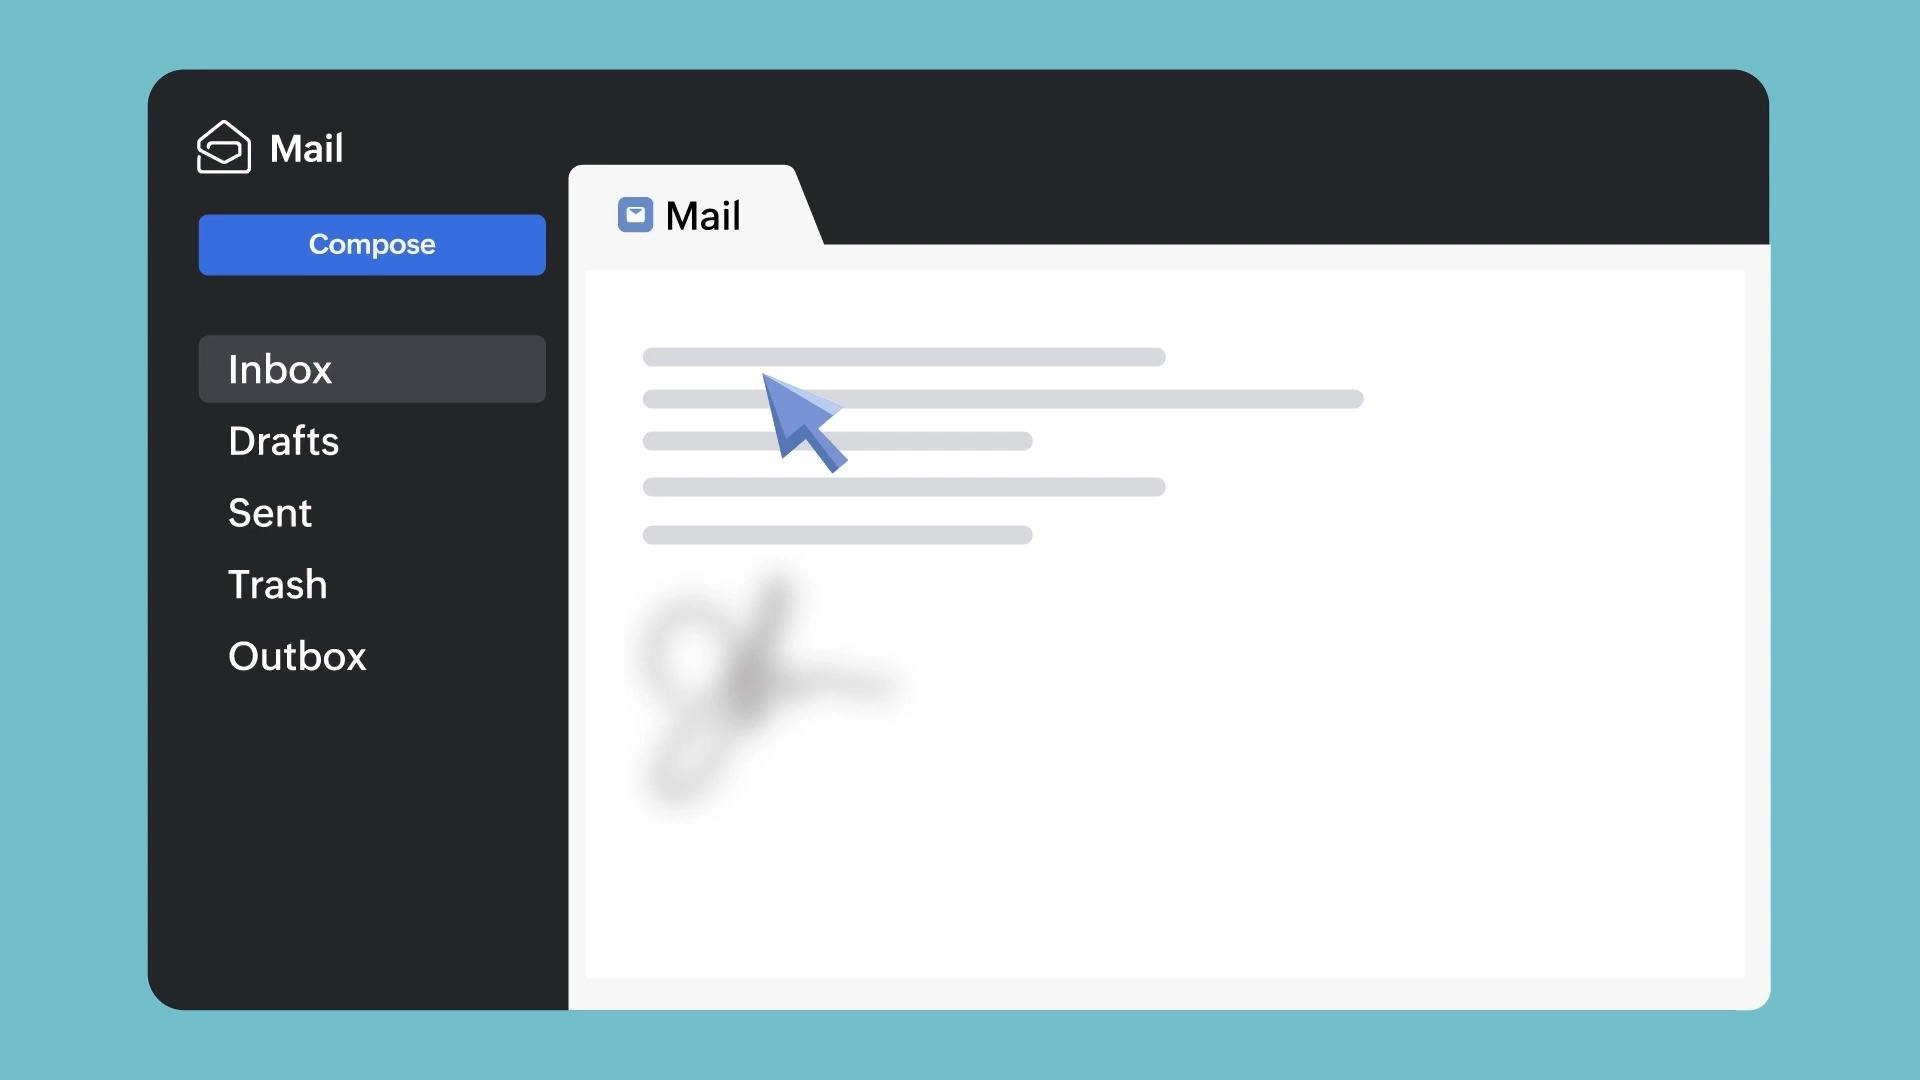 Mail
Compose
Inbox
Drafts
Sent
Trash
Outbox
Mail